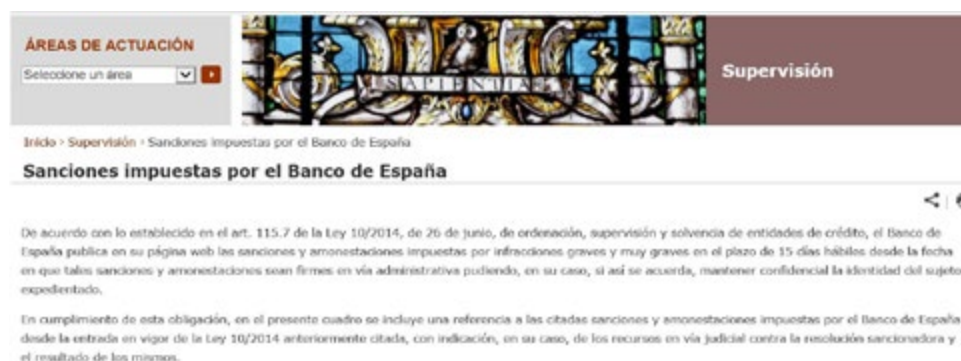 ÁREAS DE ACTUACIÓN
Seleccione un área
SAPIENTIA
Supervisión
Inicio › Supervisión › Sanciones impuestas por el Banco de España
Sanciones impuestas por el Banco de España
De acuerdo con lo establecido en el art. 115.7 de la Ley 10/2014, de 26 de junio, de ordenación, supervisión y solvencia de entidades de crédito, el Banco de
España publica en su página web las sanciones y amonestaciones impuestas por infracciones graves y muy graves en el plazo de 15 días hábiles desde la fecha
en que tales sanciones y amonestaciones sean firmes en vía administrativa pudiendo, en su caso, si así se acuerda, mantener confidencial la identidad del sujeto
expedientado.
En cumplimiento de esta obligación, en el presente cuadro se incluye una referencia a las citadas sanciones y amonestaciones impuestas por el Banco de España
desde la entrada en vigor de la Ley 10/2014 anteriormente citada, con indicación, en su caso, de los recursos en vía judicial contra la resolución sancionadora y
el resultado de los mismos.